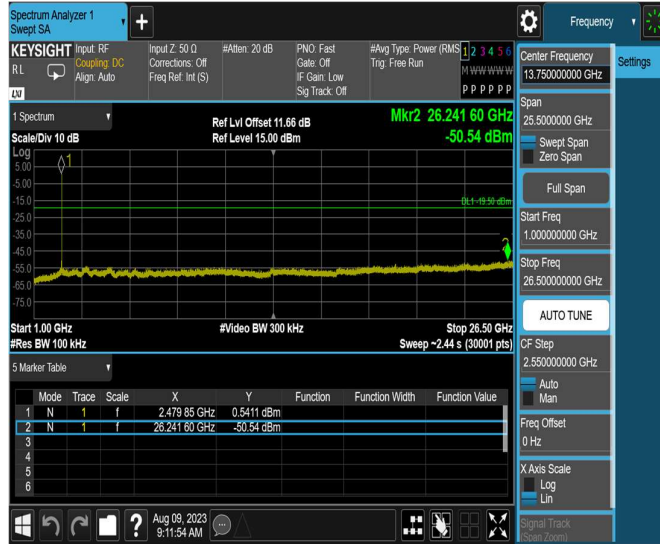 Spectrum Analyzer 1
Swept SA
+
Frequency
KEYSIGHT
RL
LXI
Input: RF
Coupling: DC
Align: Auto
Input Z: 50 Ω
Corrections: Off
Freq Ref: Int (S)
#Atten: 20 dB
PNO: Fast
Gate: Off
IF Gain: Low
Sig Track: Off
#Avg Type: Power (RMS
Trig: Free Run
1 2 3 4 5 6
M W W W W W
P P P P P P
Center Frequency
13.750000000 GHz
Settings
1 Spectrum
Scale/Div 10 dB
Ref Lvl Offset 11.66 dB
Ref Level 15.00 dBm
Mkr2 26.241 60 GHz
-50.54 dBm
Log
5.00
-5.00
-15.0
-25.0
-35.0
-45.0
-55.0
-65.0
-75.0
1
DL1 -19.50 dBm
2
Start 1.00 GHz
#Res BW 100 kHz
#Video BW 300 kHz
Stop 26.50 GHz
Sweep ~2.44 s (30001 pts)
Span
25.5000000 GHz
Swept Span
Zero Span
Full Span
Start Freq
1.000000000 GHz
Stop Freq
26.500000000 GHz
AUTO TUNE
CF Step
2.550000000 GHz
Auto
Man
Freq Offset
0 Hz
X Axis Scale
Log
Lin
Signal Track
(Span Zoom)
5 Marker Table
Mode Trace Scale X Y Function Function Width Function Value
1 N 1 f 2.479 85 GHz 0.5411 dBm
2 N 1 f 26.241 60 GHz -50.54 dBm
3
4
5
6
?
Aug 09, 2023
9:11:54 AM